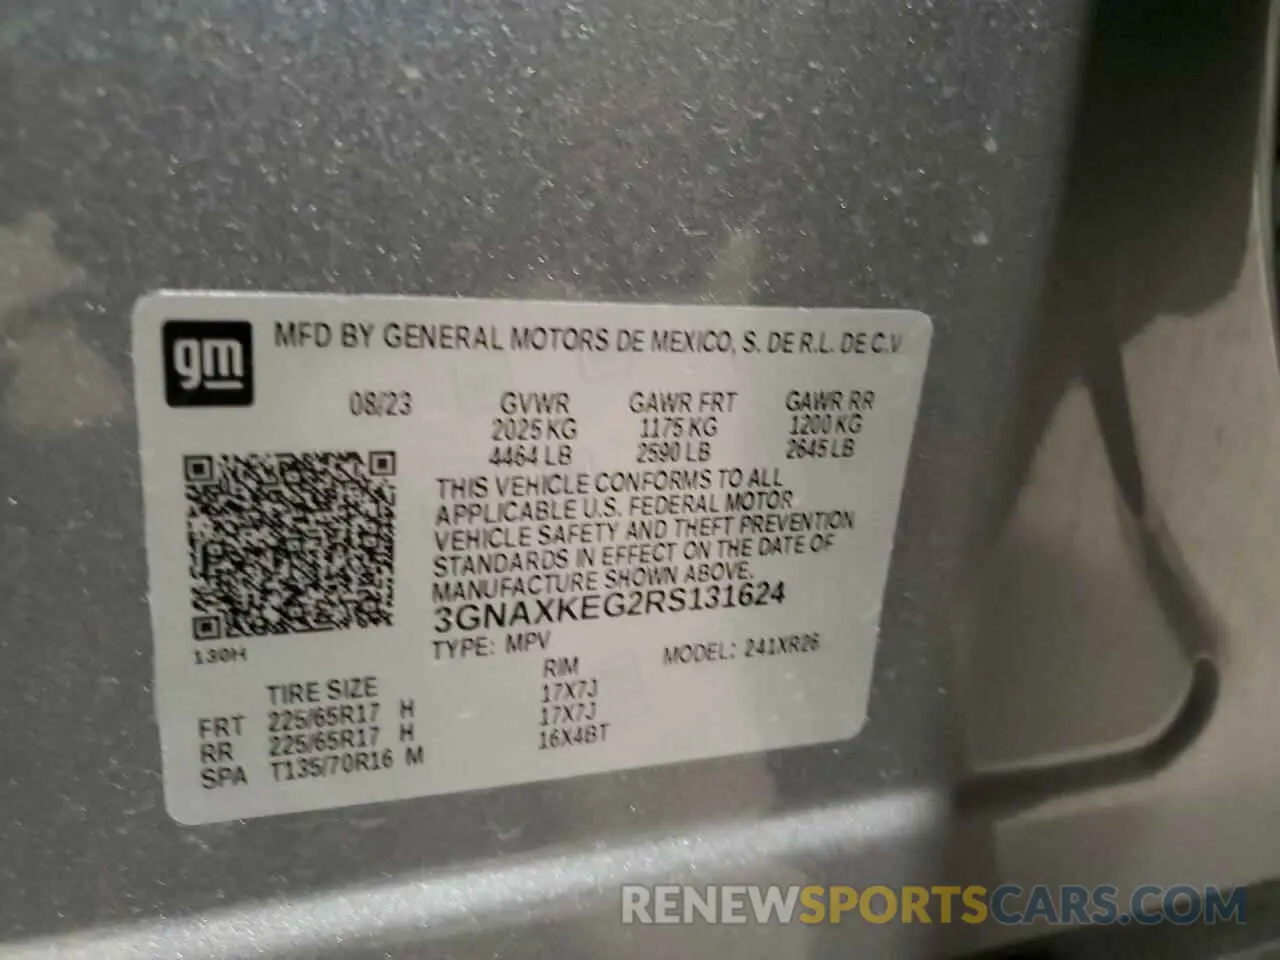 gm
MFD BY GENERAL MOTORS DE MEXICO, S. DE R.L. DE C.V
08/23 GVWR GAWR FRT GAWR RR
2025 KG 1175 KG 1200 KG
4464 LB 2590 LB 2645 LB
THIS VEHICLE CONFORMS TO ALL
APPLICABLE U.S. FEDERAL MOTOR
VEHICLE SAFETY AND THEFT PREVENTION
STANDARDS IN EFFECT ON THE DATE OF
MANUFACTURE SHOWN ABOVE.
3GNAXKEG2RS131624
130H
TYPE: MPV MODEL: 241XR26
TIRE SIZE RIM
FRT 225/65R17 H 17X7J
RR 225/65R17 H 17X7J
SPA T135/70R16 M 16X4BT
RENEWSPORTSCARS.COM